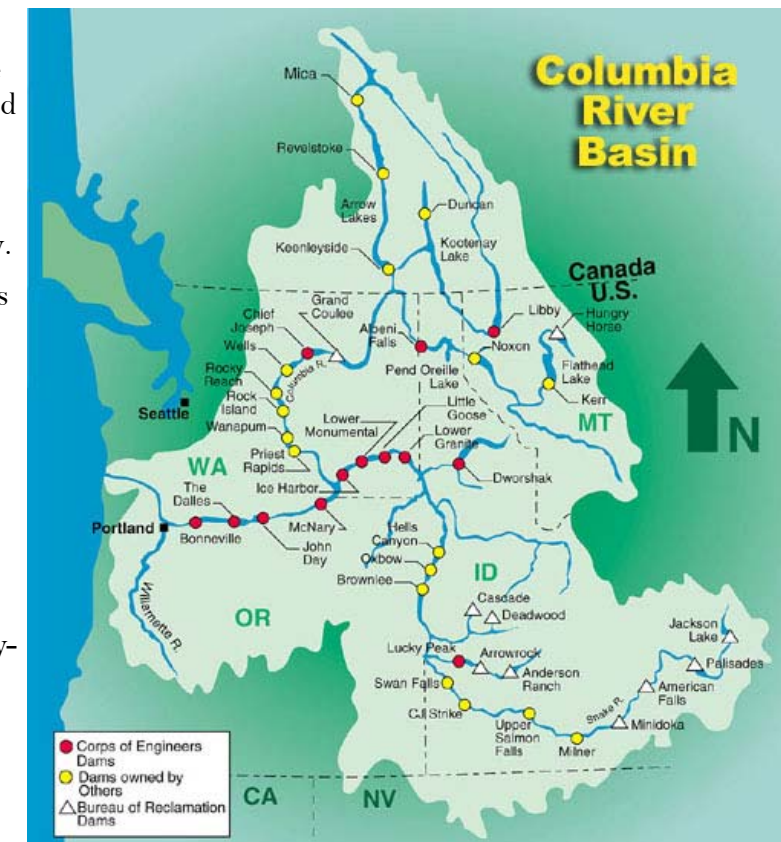 d
y.
s
y-
Columbia
River
Basin
Mica
Revelstoke
Arrow
Lakes
Duncan
Kootenay
Lake
Keenleyside
Canada
U.S.
Grand
Coulee
Chief
Joseph
Albeni
Falls
Libby
Hungry
Horse
Wells
Noxon
Rocky
Reach
Columbia R.
Pend Oreille
Lake
Flathead
Lake
Rock
Island
Kerr
Seattle
Little
Goose
Wanapum
Lower
Monumental
Lower
Granite
MT
N
Priest
Rapids
WA
Ice Harbor
Dworshak
The
Dalles
Portland
McNary
Bonneville
John
Day
Hells
Canyon
Oxbow
Brownlee
ID
Willamette R.
OR
Cascade
Deadwood
Jackson
Lake
Lucky Peak
Arrowrock
Palisades
Anderson
Ranch
Swan Falls
American
Falls
CJ Strike
Snake R.
Upper
Salmon
Falls
Minidoka
Milner
Corps of Engineers
Dams
Dams owned by
Others
Bureau of Reclamation
Dams
CA
NV